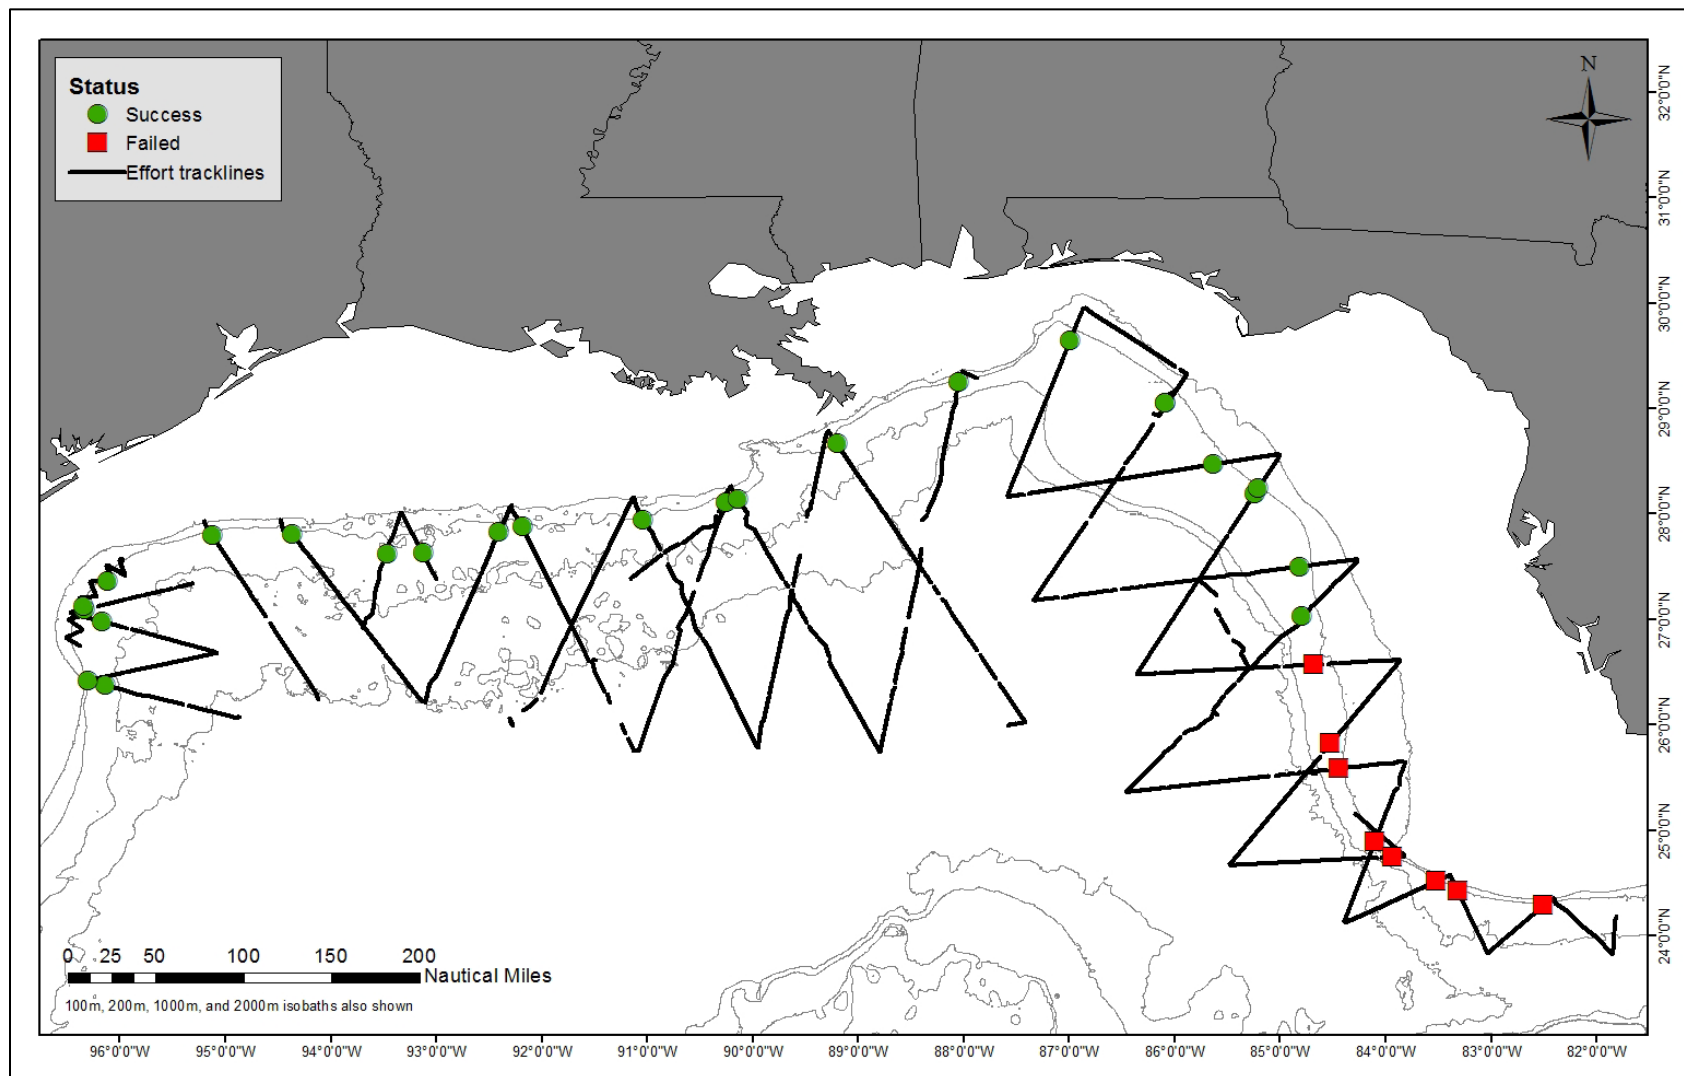 Status
Success
Failed
Effort tracklines
N
32°0'0"N
31°0'0"N
30°0'0"N
29°0'0"N
28°0'0"N
27°0'0"N
26°0'0"N
25°0'0"N
24°0'0"N
0 25 50 100 150 200
Nautical Miles
100m, 200m, 1000m, and 2000m isobaths also shown
96°0'0"W 95°0'0"W 94°0'0"W 93°0'0"W 92°0'0"W 91°0'0"W 90°0'0"W 89°0'0"W 88°0'0"W 87°0'0"W 86°0'0"W 85°0'0"W 84°0'0"W 83°0'0"W 82°0'0"W